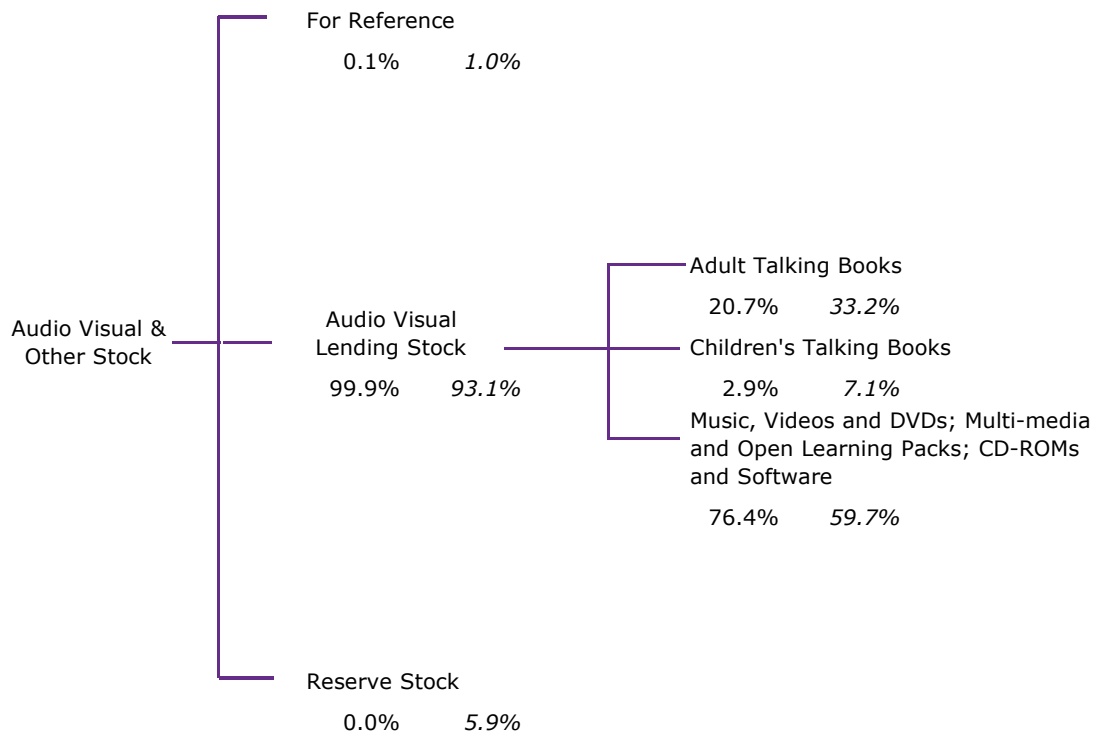 For Reference
0.1% 1.0%
Audio Visual &
Other Stock
Audio Visual
Lending Stock
99.9% 93.1%
Adult Talking Books
20.7% 33.2%
Children's Talking Books
2.9% 7.1%
Music, Videos and DVDs; Multi-media
and Open Learning Packs; CD-ROMs
and Software
76.4% 59.7%
Reserve Stock
0.0% 5.9%